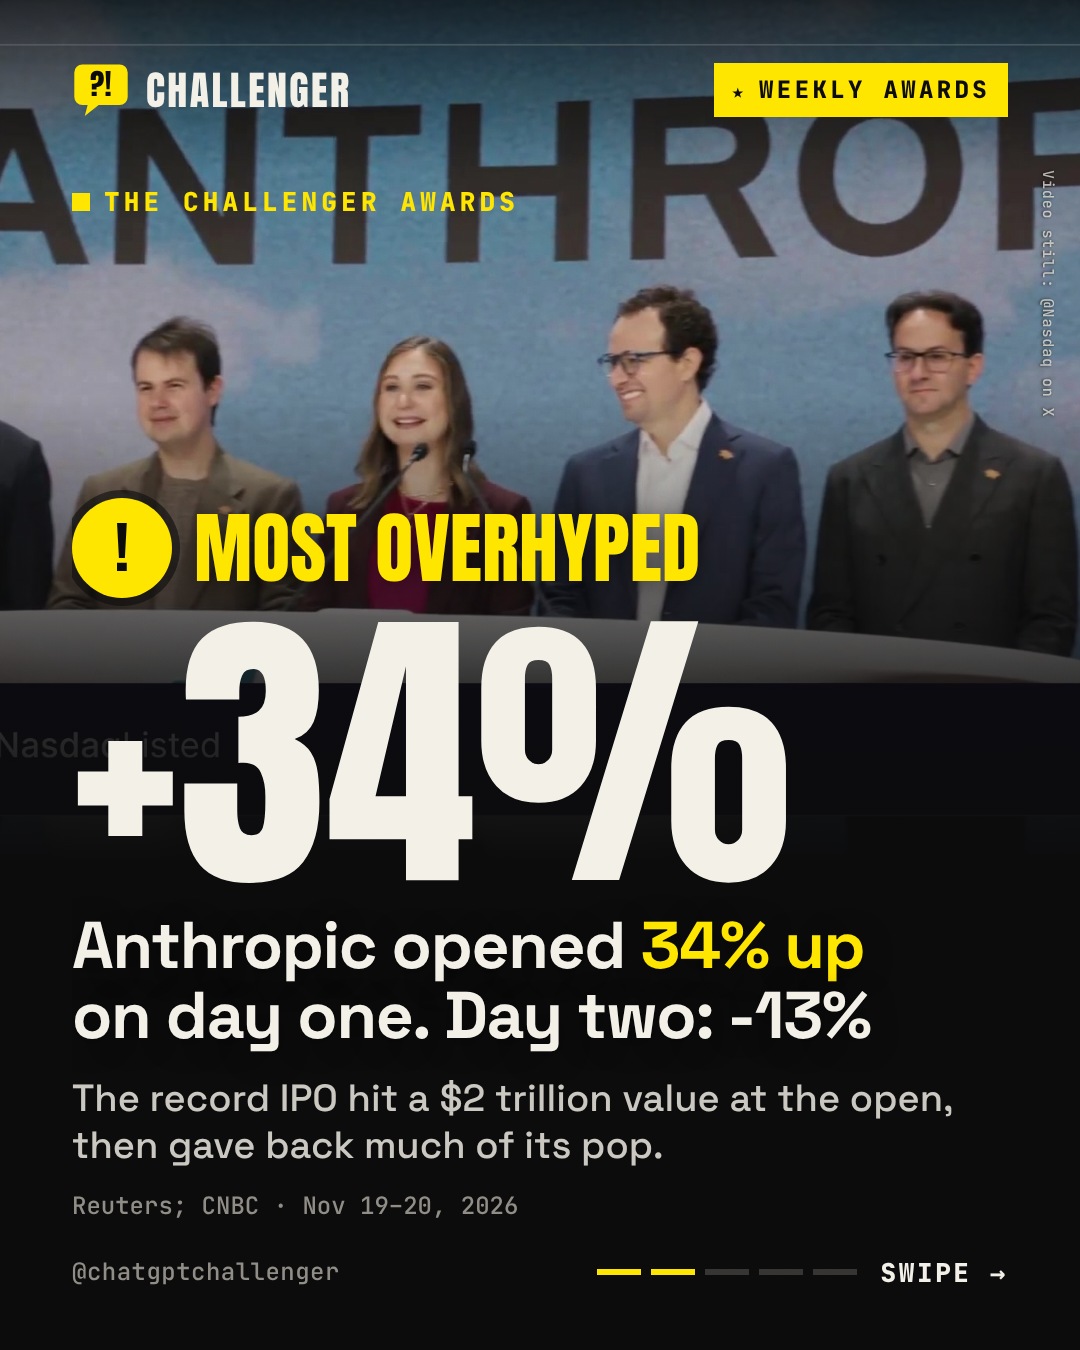 ?! CHALLENGER
★ WEEKLY AWARDS
ANTHROP
THE CHALLENGER AWARDS
Video still: @Nasdaq on X
! MOST OVERHYPED
+34%
Anthropic opened 34% up
on day one. Day two: -13%
The record IPO hit a $2 trillion value at the open,
then gave back much of its pop.
Reuters; CNBC · Nov 19–20, 2026
@chatgptchallenger
SWIPE →